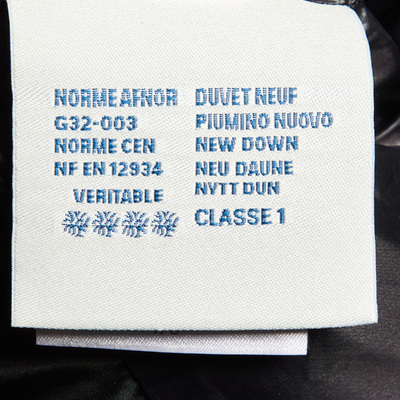 NORME AFNOR
G32-003
NORME CEN
NF EN 12934
VERITABLE
DUVET NEUF
PIUMINO NUOVO
NEW DOWN
NEU DAUNE
NYTT DUN
CLASSE 1